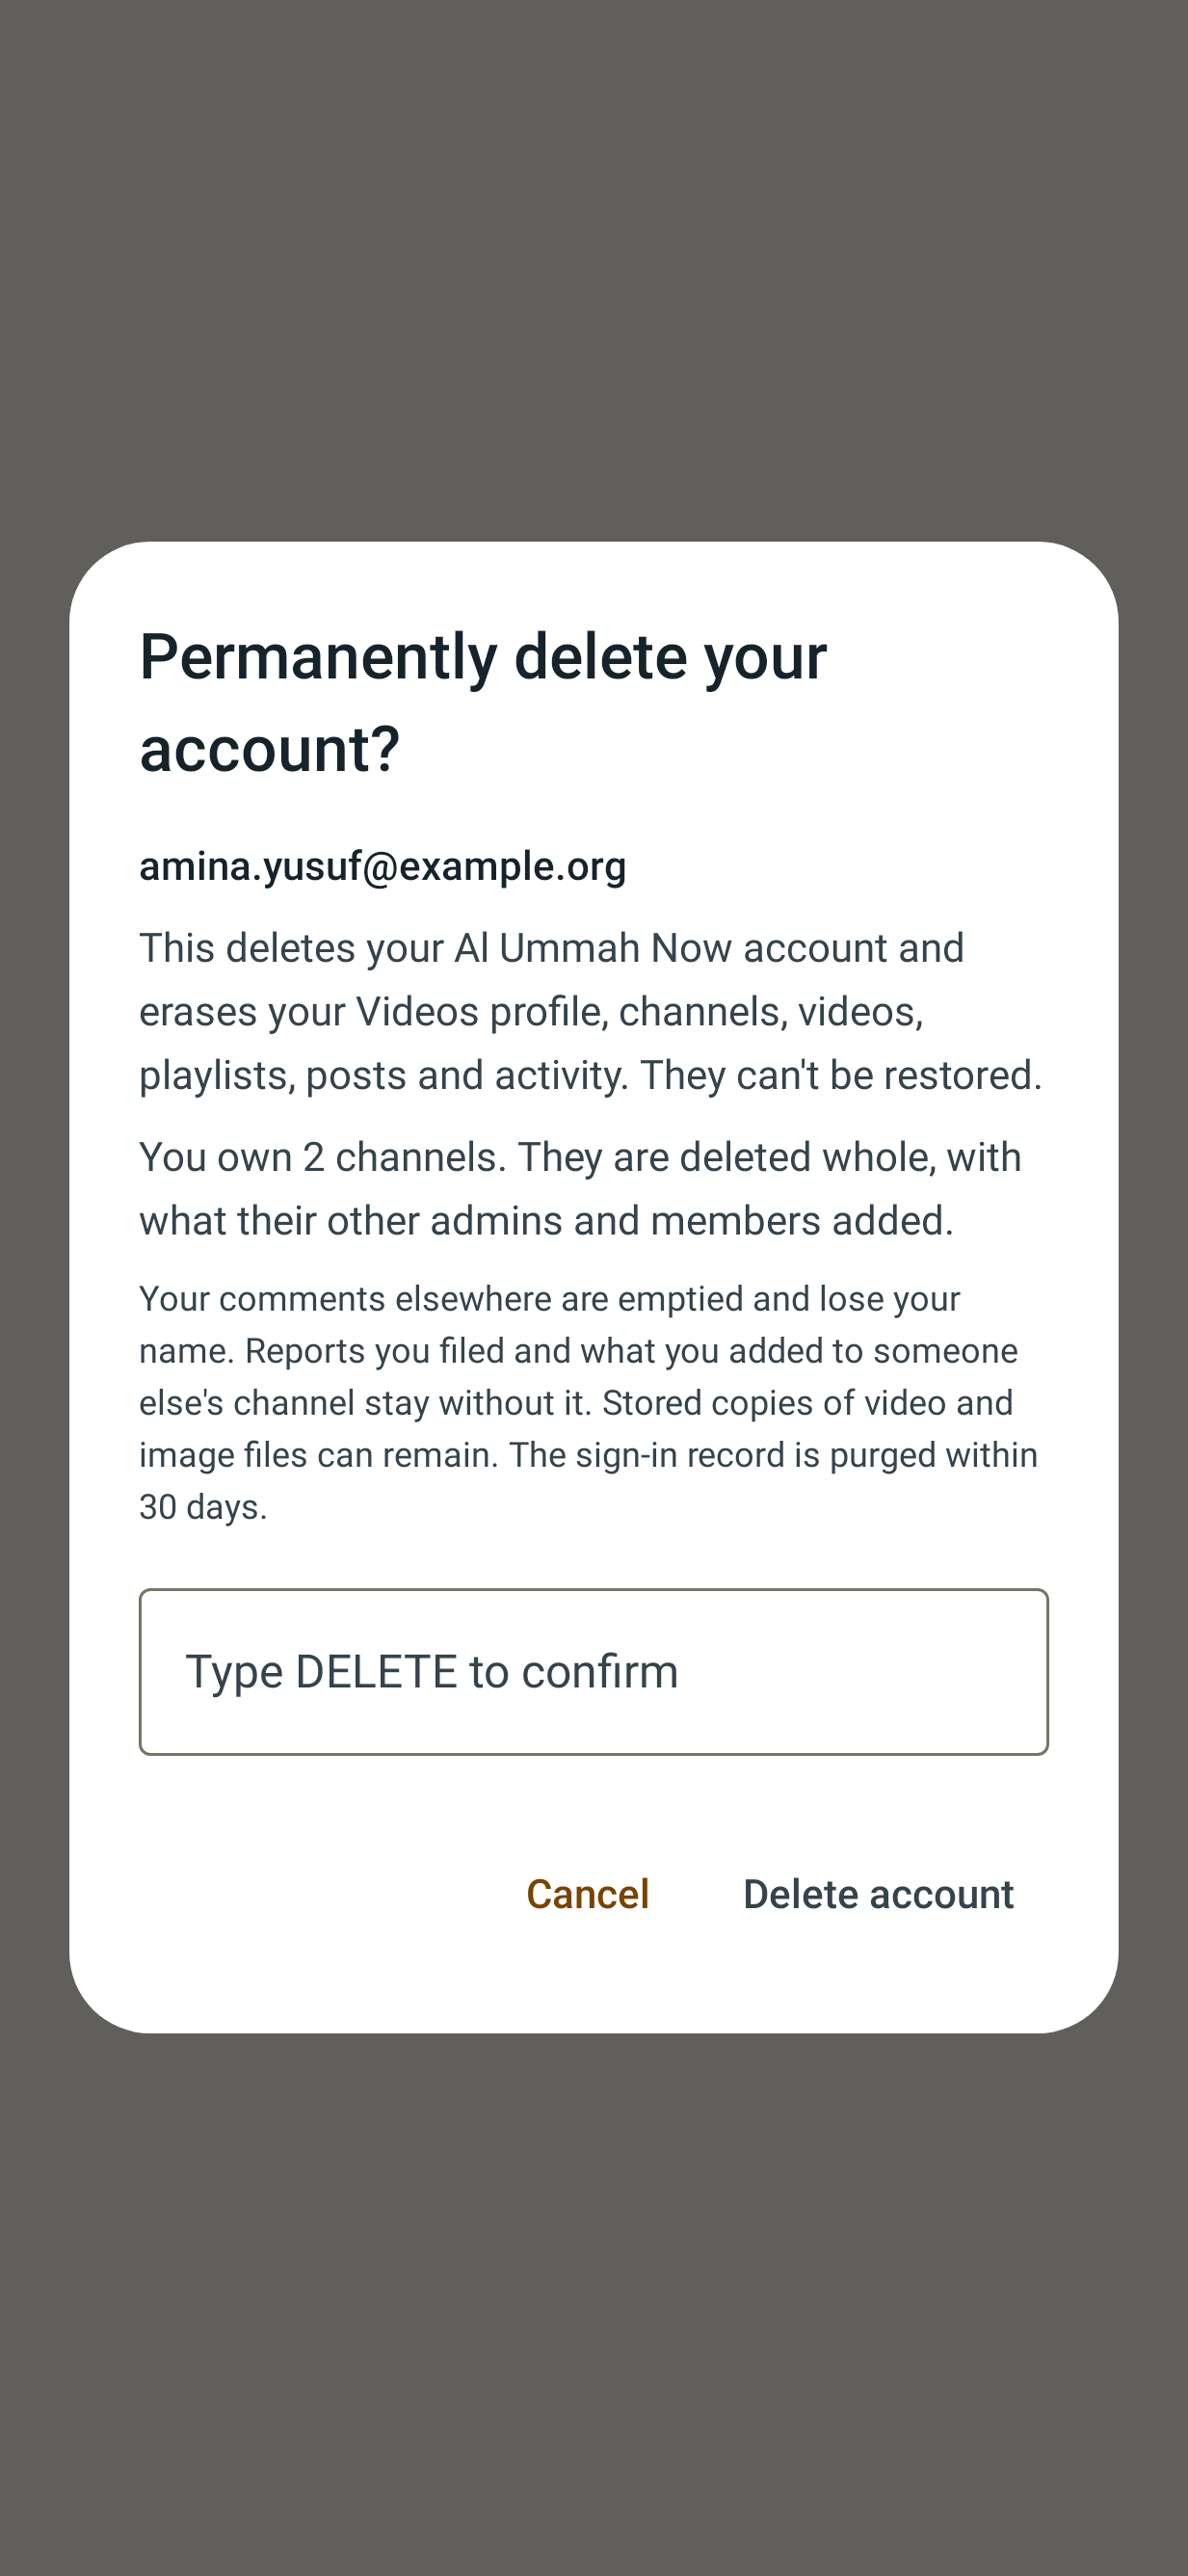 Permanently delete your
account?
amina.yusuf@example.org
This deletes your Al Ummah Now account and
erases your Videos profile, channels, videos,
playlists, posts and activity. They can't be restored.
You own 2 channels. They are deleted whole, with
what their other admins and members added.
Your comments elsewhere are emptied and lose your
name. Reports you filed and what you added to someone
else's channel stay without it. Stored copies of video and
image files can remain. The sign-in record is purged within
30 days.
Type DELETE to confirm
Cancel Delete account